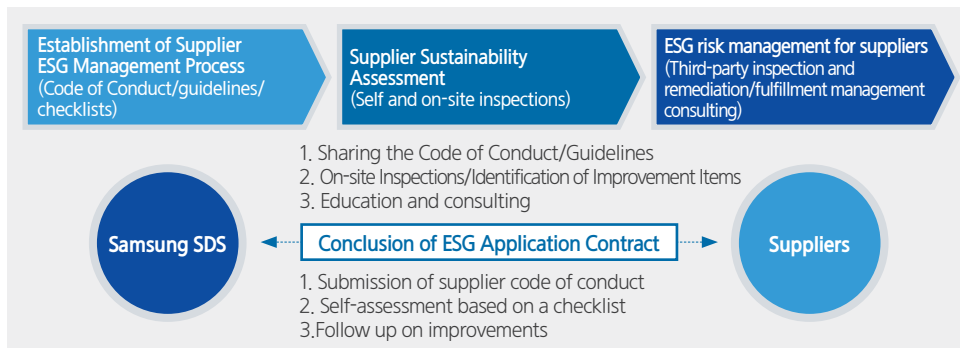 Establishment of Supplier
ESG Management Process
(Code of Conduct/guidelines/
checklists)
Supplier Sustainability
Assessment
(Self and on-site inspections)
ESG risk management for suppliers
(Third-party inspection and
remediation/fulfillment management
consulting)
1. Sharing the Code of Conduct/Guidelines
2. On-site Inspections/Identification of Improvement Items
3. Education and consulting
Samsung SDS
Conclusion of ESG Application Contract
Suppliers
1. Submission of supplier code of conduct
2. Self-assessment based on a checklist
3.Follow up on improvements